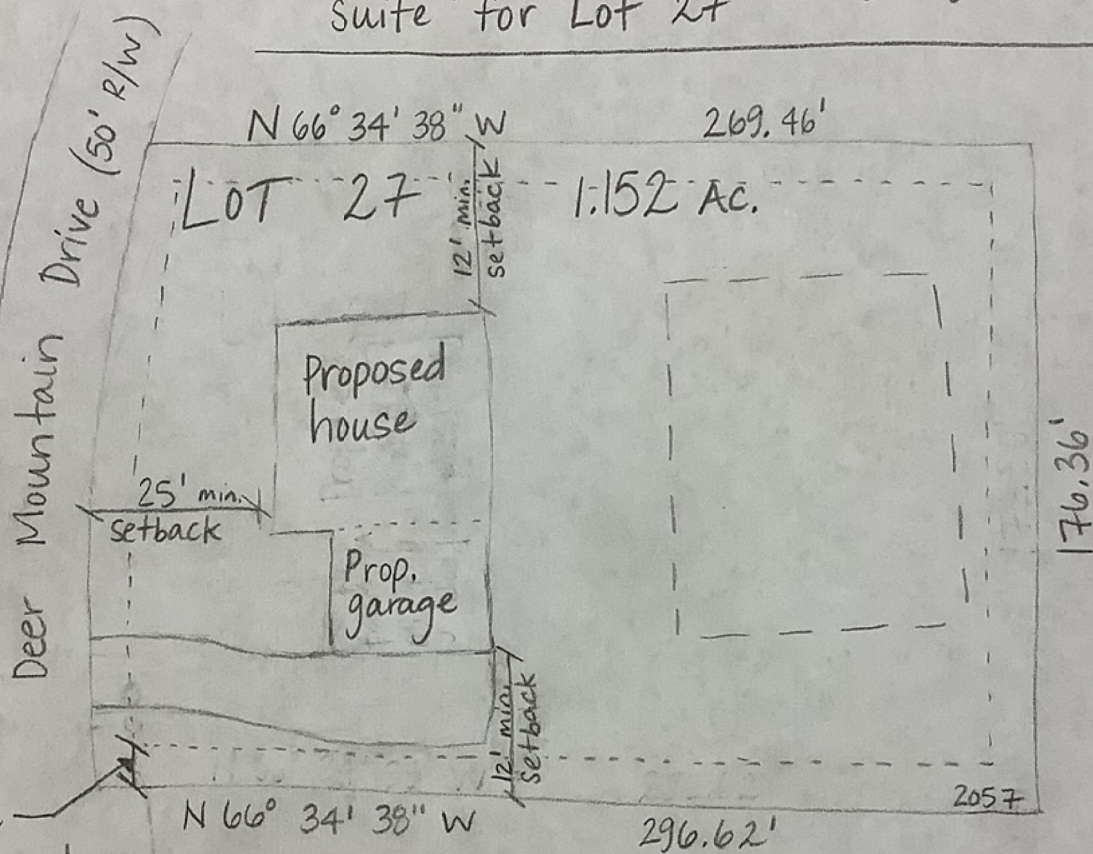 Suite for Lot 27
Deer Mountain Drive (50' R/W)
N 66° 34' 38" W
269.46'
LOT 27
1.152 AC.
12' min.
setback
Proposed
house
25' min.
setback
Prop.
garage
176.36'
12' min.
setback
2057
N 66° 34' 38" W
296.62'